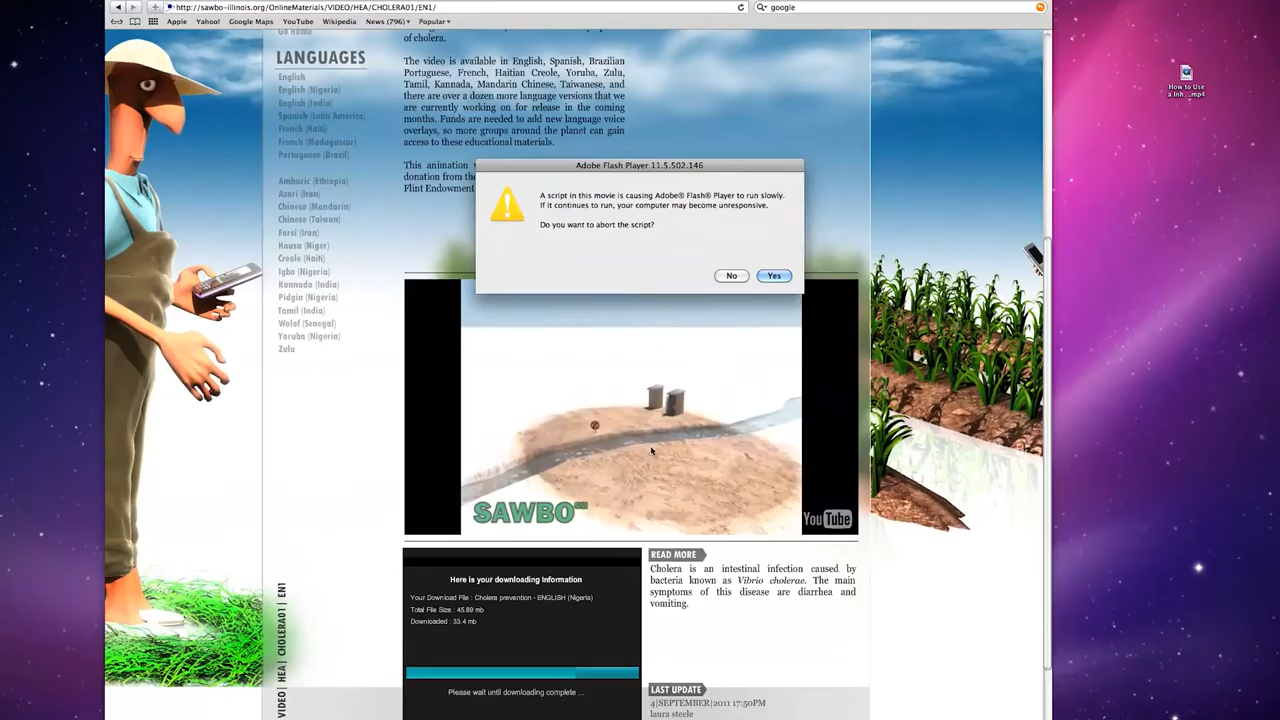 http://sawbo-illinois.org/OnlineMaterials/VIDEO/HEA/CHOLERA01/EN1/
google
Apple Yahoo! Google Maps YouTube Wikipedia News (796) Popular
Go Home
LANGUAGES
English
English (Nigeria)
English (India)
Spanish (Latin America)
French (Haiti)
French (Madagascar)
Portuguese (Brazil)
Amharic (Ethiopia)
Azari (Iran)
Chinese (Mandarin)
Chinese (Taiwan)
Farsi (Iran)
Hausa (Niger)
Creole (Haiti)
Igbo (Nigeria)
Kannada (India)
Pidgin (Nigeria)
Tamil (India)
Wolof (Senegal)
Yoruba (Nigeria)
Zulu
VIDEO| HEA| CHOLERA01| EN1
of cholera.
The video is available in English, Spanish, Brazilian
Portuguese, French, Haitian Creole, Yoruba, Zulu,
Tamil, Kannada, Mandarin Chinese, Taiwanese, and
there are over a dozen more language versions that we
are currently working on for release in the coming
months. Funds are needed to add new language voice
overlays, so more groups around the planet can gain
access to these educational materials.
This animation
donation from the
Flint Endowment
Adobe Flash Player 11.5.502.146
A script in this movie is causing Adobe® Flash® Player to run slowly.
If it continues to run, your computer may become unresponsive.
Do you want to abort the script?
No Yes
SAWBO
YouTube
Here is your downloading Information
Your Download File : Cholera prevention - ENGLISH (Nigeria)
Total File Size : 45.89 mb
Downloaded : 33.4 mb
Please wait until downloading complete ...
READ MORE
Cholera is an intestinal infection caused by
bacteria known as Vibrio cholerae. The main
symptoms of this disease are diarrhea and
vomiting.
LAST UPDATE
4|SEPTEMBER|2011 17:50PM
laura steele
How to Use
a Inh...mp4